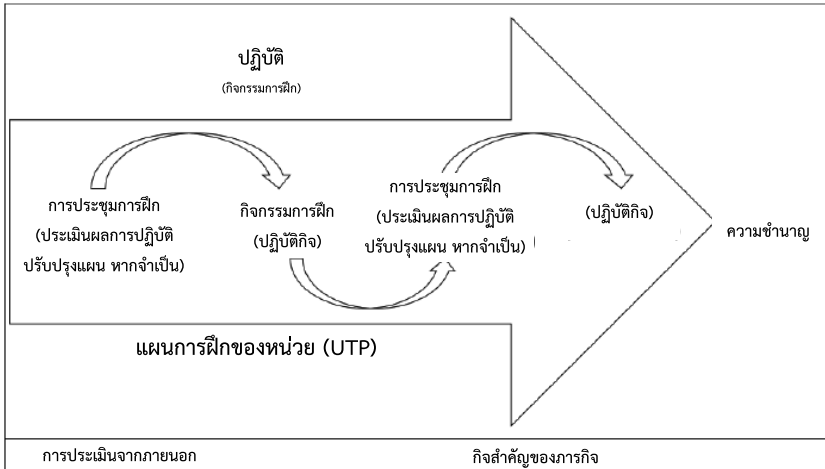 ปฏิบัติ
(กิจกรรมการฝึก)
การประชุมการฝึก
(ประเมินผลการปฏิบัติ
ปรับปรุงแผน หากจำเป็น)
กิจกรรมการฝึก
(ปฏิบัติกิจ)
การประชุมการฝึก
(ประเมินผลการปฏิบัติ
ปรับปรุงแผน หากจำเป็น)
(ปฏิบัติกิจ)
ความชำนาญ
แผนการฝึกของหน่วย (UTP)
การประเมินจากภายนอก
กิจสำคัญของภารกิจ